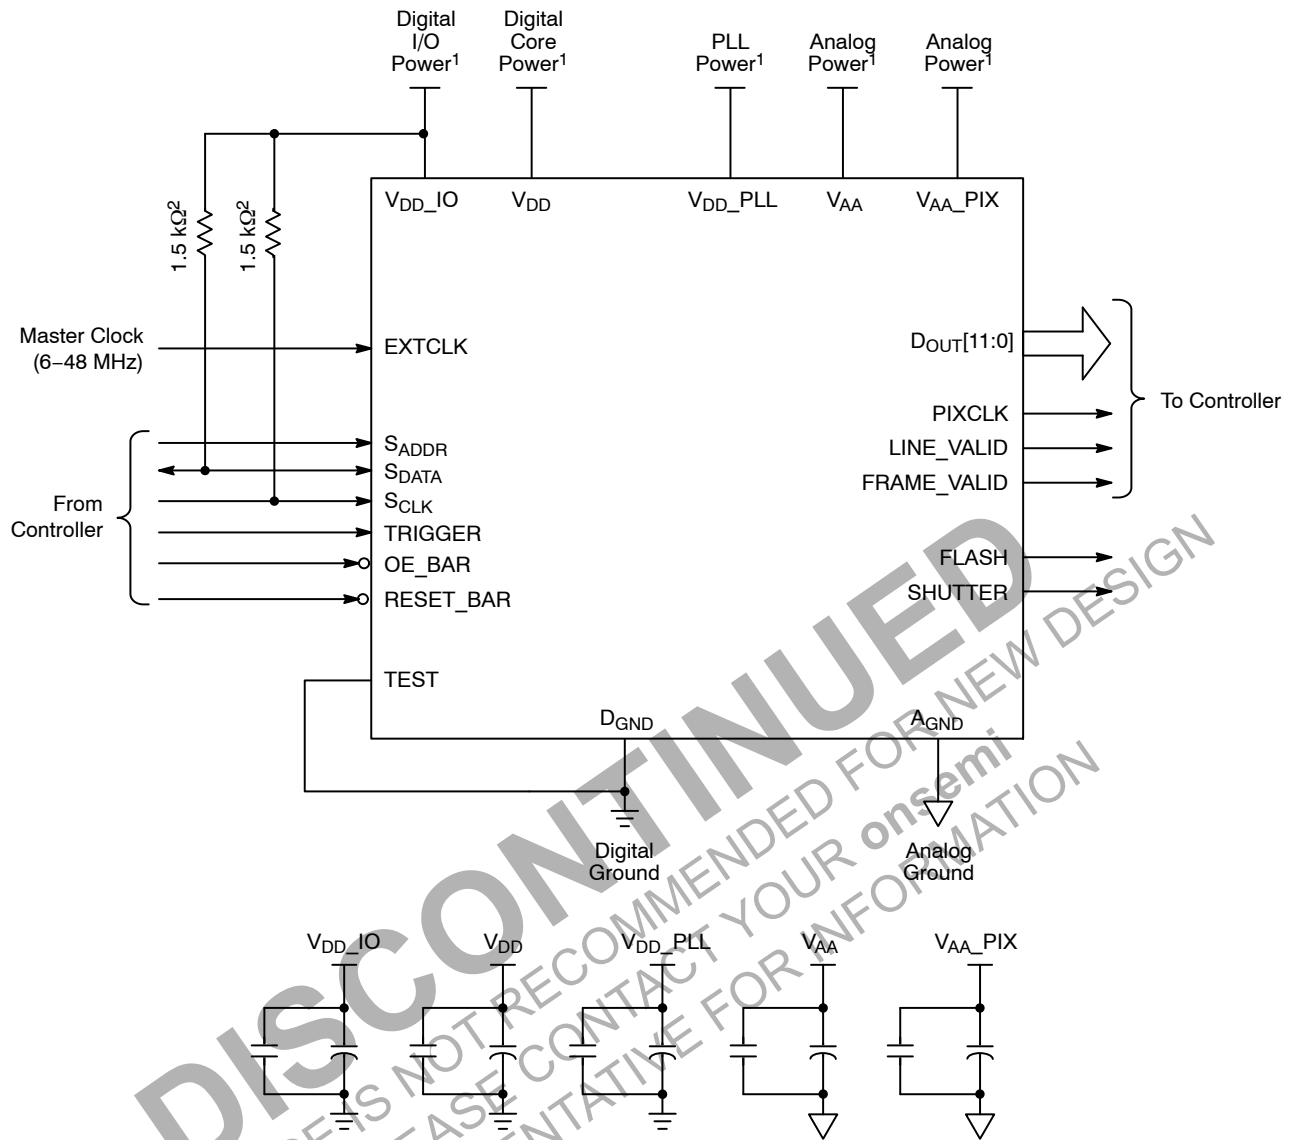 Digital
I/O
Power1
Digital
Core
Power1
PLL
Power1
Analog
Power1
Analog
Power1
VDD_IO
VDD
VDD_PLL
VAA
VAA_PIX
1.5 kΩ2
1.5 kΩ2
Master Clock
(6–48 MHz)
EXTCLK
DOUT[11:0]
PIXCLK
LINE_VALID
FRAME_VALID
To Controller
From
Controller
SADDR
SDATA
SCLK
TRIGGER
OE_BAR
RESET_BAR
FLASH
SHUTTER
TEST
DGND
AGND
Digital
Ground
Analog
Ground
VDD_IO
VDD
VDD_PLL
VAA
VAA_PIX
DISCONTINUED
IS NOT RECOMMENDED FOR NEW DESIGN
CONTACT YOUR onsemi
FOR INFORMATION